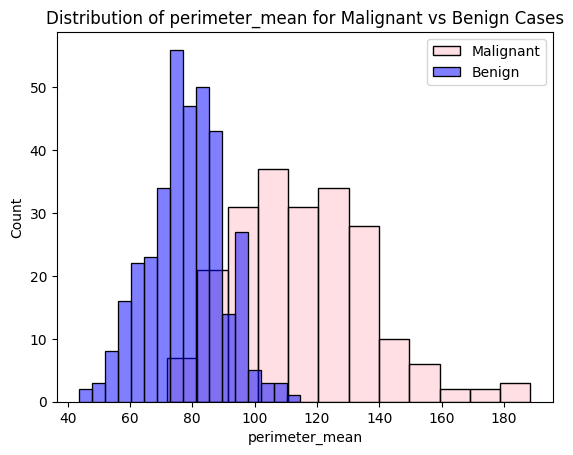 Distribution of perimeter_mean for Malignant vs Benign Cases
Malignant
Benign
50
40
30
20
10
0
Count
40 60 80 100 120 140 160 180
perimeter_mean